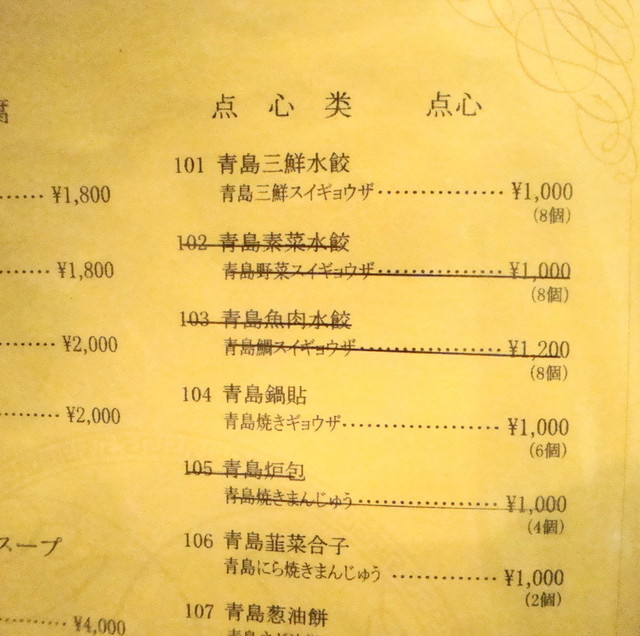 点心类 点心
101 青島三鮮水餃
青島三鮮スイギョウザ·············· ¥1,000
(8個)
102 青島素菜水餃
青島野菜スイギョウザ·············· ¥1,000
(8個)
103 青島魚肉水餃
青島鯛スイギョウザ················ ¥1,200
(8個)
104 青島鍋貼
青島焼きギョウザ·················· ¥1,000
(6個)
105 青島炉包
青島焼きまんじゅう················ ¥1,000
(4個)
106 青島韮菜合子
青島にら焼きまんじゅう ············ ¥1,000
(2個)
107 青島葱油餅
······ ¥1,800
······ ¥1,800
······ ¥2,000
······ ¥2,000
スープ
······ ¥4,000